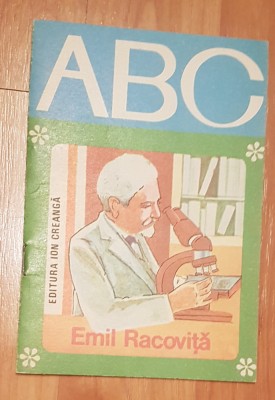 ABC
EDITURA ION CREANGĂ
Emil Racoviță